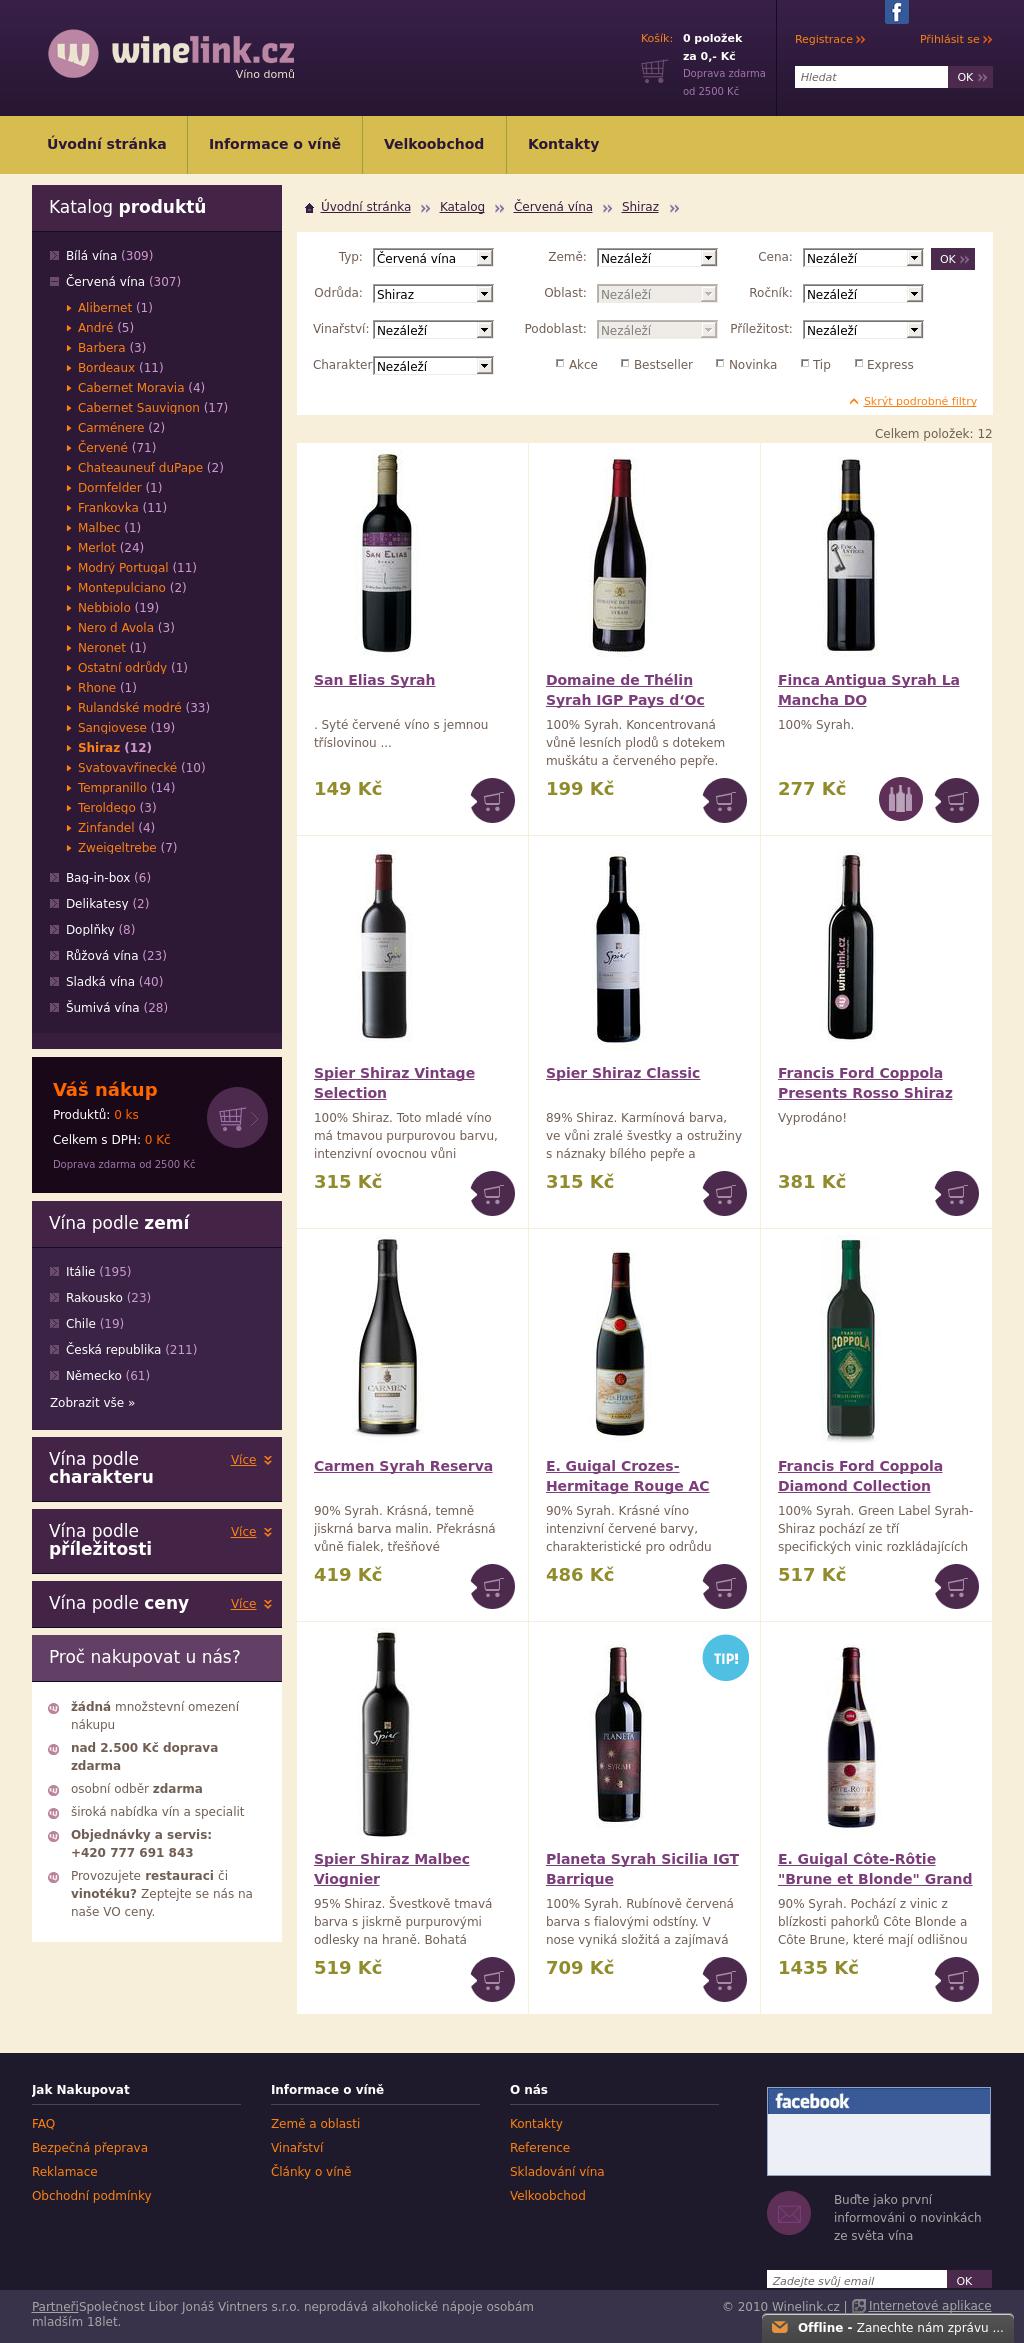 winelink.cz
Víno domů
Košík: 0 položek
za 0,- Kč
Doprava zdarma
od 2500 Kč
Registrace
Přihlásit se
Hledat
OK
Úvodní stránka
Informace o víně
Velkoobchod
Kontakty
Katalog produktů
Bílá vína (309)
Červená vína (307)
Alibernet (1)
André (5)
Barbera (3)
Bordeaux (11)
Cabernet Moravia (4)
Cabernet Sauvignon (17)
Carménere (2)
Červené (71)
Chateauneuf duPape (2)
Dornfelder (1)
Frankovka (11)
Malbec (1)
Merlot (24)
Modrý Portugal (11)
Montepulciano (2)
Nebbiolo (19)
Nero d Avola (3)
Neronet (1)
Ostatní odrůdy (1)
Rhone (1)
Rulandské modré (33)
Sangiovese (19)
Shiraz (12)
Svatovavřinecké (10)
Tempranillo (14)
Teroldego (3)
Zinfandel (4)
Zweigeltrebe (7)
Bag-in-box (6)
Delikatesy (2)
Doplňky (8)
Růžová vína (23)
Sladká vína (40)
Šumivá vína (28)
Váš nákup
Produktů: 0 ks
Celkem s DPH: 0 Kč
Doprava zdarma od 2500 Kč
Vína podle zemí
Itálie (195)
Rakousko (23)
Chile (19)
Česká republika (211)
Německo (61)
Zobrazit vše »
Vína podle
charakteru
Více
Vína podle
příležitosti
Více
Vína podle ceny
Více
Proč nakupovat u nás?
žádná množstevní omezení
nákupu
nad 2.500 Kč doprava
zdarma
osobní odběr zdarma
široká nabídka vín a specialit
Objednávky a servis:
+420 777 691 843
Provozujete restauraci či
vinotéku? Zeptejte se nás na
naše VO ceny.
Úvodní stránka
Katalog
Červená vína
Shiraz
Typ: Červená vína
Země: Nezáleží
Cena: Nezáleží
OK
Odrůda: Shiraz
Oblast: Nezáleží
Ročník: Nezáleží
Vinařství: Nezáleží
Podoblast: Nezáleží
Příležitost: Nezáleží
Charakter Nezáleží
Akce
Bestseller
Novinka
Tip
Express
Skrýt podrobné filtry
Celkem položek: 12
SAN ELIAS
San Elias Syrah
. Syté červené víno s jemnou
tříslovinou ...
149 Kč
Domaine de Thélin
Syrah IGP Pays d‘Oc
100% Syrah. Koncentrovaná
vůně lesních plodů s dotekem
muškátu a červeného pepře.
199 Kč
FINCA
ANTIGUA
Finca Antigua Syrah La
Mancha DO
100% Syrah.
277 Kč
Spier
Spier Shiraz Vintage
Selection
100% Shiraz. Toto mladé víno
má tmavou purpurovou barvu,
intenzivní ovocnou vůni
315 Kč
Spier
Spier Shiraz Classic
89% Shiraz. Karmínová barva,
ve vůni zralé švestky a ostružiny
s náznaky bílého pepře a
315 Kč
winelink.cz
Francis Ford Coppola
Presents Rosso Shiraz
Vyprodáno!
381 Kč
CARMEN
Carmen Syrah Reserva
90% Syrah. Krásná, temně
jiskrná barva malin. Překrásná
vůně fialek, třešňové
419 Kč
E. Guigal Crozes-
Hermitage Rouge AC
90% Syrah. Krásné víno
intenzivní červené barvy,
charakteristické pro odrůdu
486 Kč
FRANCIS
COPPOLA
Francis Ford Coppola
Diamond Collection
100% Syrah. Green Label Syrah-
Shiraz pochází ze tří
specifických vinic rozkládajících
517 Kč
Spier
Spier Shiraz Malbec
Viognier
95% Shiraz. Švestkově tmavá
barva s jiskrně purpurovými
odlesky na hraně. Bohatá
519 Kč
TIP!
PLANETA
SYRAH
Planeta Syrah Sicilia IGT
Barrique
100% Syrah. Rubínově červená
barva s fialovými odstíny. V
nose vyniká složitá a zajímavá
709 Kč
E. Guigal Côte-Rôtie
"Brune et Blonde" Grand
90% Syrah. Pochází z vinic z
blízkosti pahorků Côte Blonde a
Côte Brune, které mají odlišnou
1435 Kč
Jak Nakupovat
FAQ
Bezpečná přeprava
Reklamace
Obchodní podmínky
Informace o víně
Země a oblasti
Vinařství
Články o víně
O nás
Kontakty
Reference
Skladování vína
Velkoobchod
facebook
Buďte jako první
informováni o novinkách
ze světa vína
Zadejte svůj email
OK
PartneřiSpolečnost Libor Jonáš Vintners s.r.o. neprodává alkoholické nápoje osobám
mladším 18let.
© 2010 Winelink.cz | Internetové aplikace
Offline - Zanechte nám zprávu ...